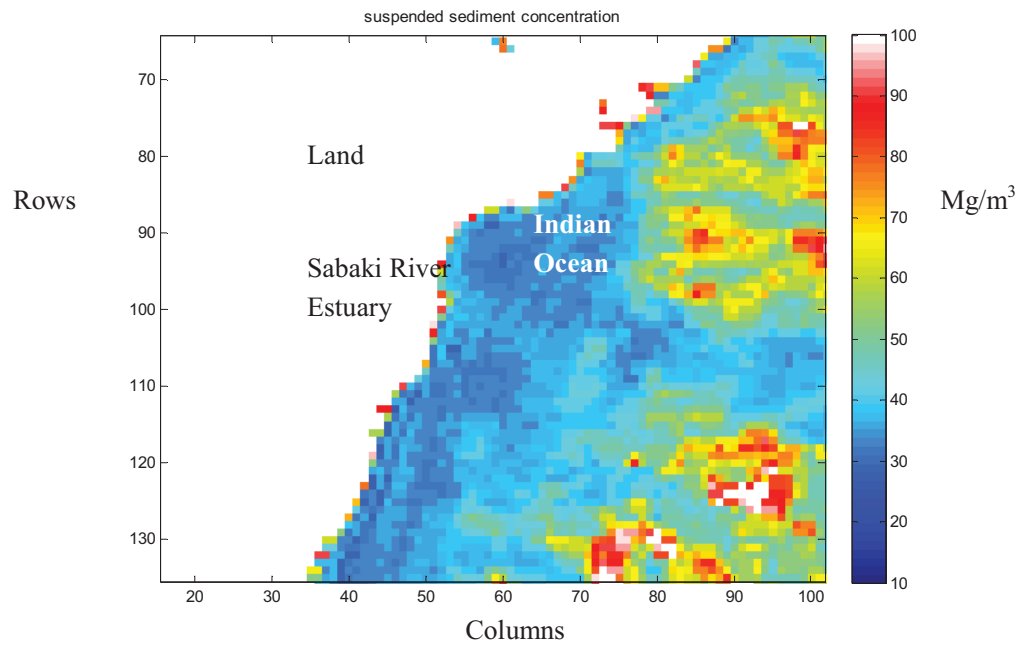 suspended sediment concentration
Rows
70
80
90
100
110
120
130
Land
Sabaki River
Estuary
Indian
Ocean
20
30
40
50
60
70
80
90
100
Columns
100
90
80
70
60
50
40
30
20
10
Mg/m³